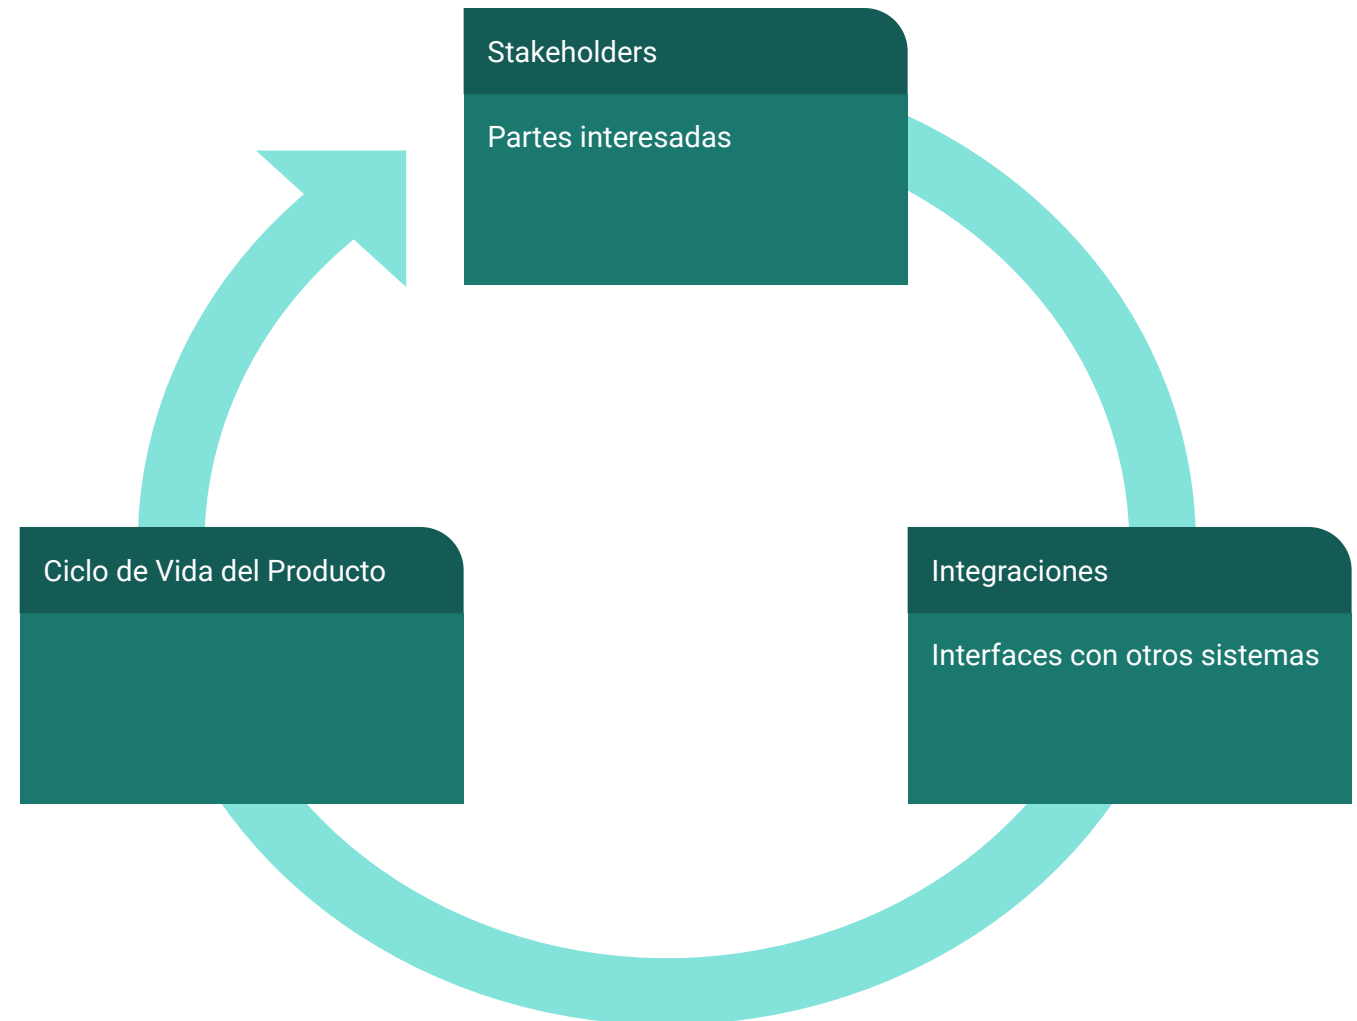 Stakeholders
Partes interesadas
Ciclo de Vida del Producto
Integraciones
Interfaces con otros sistemas